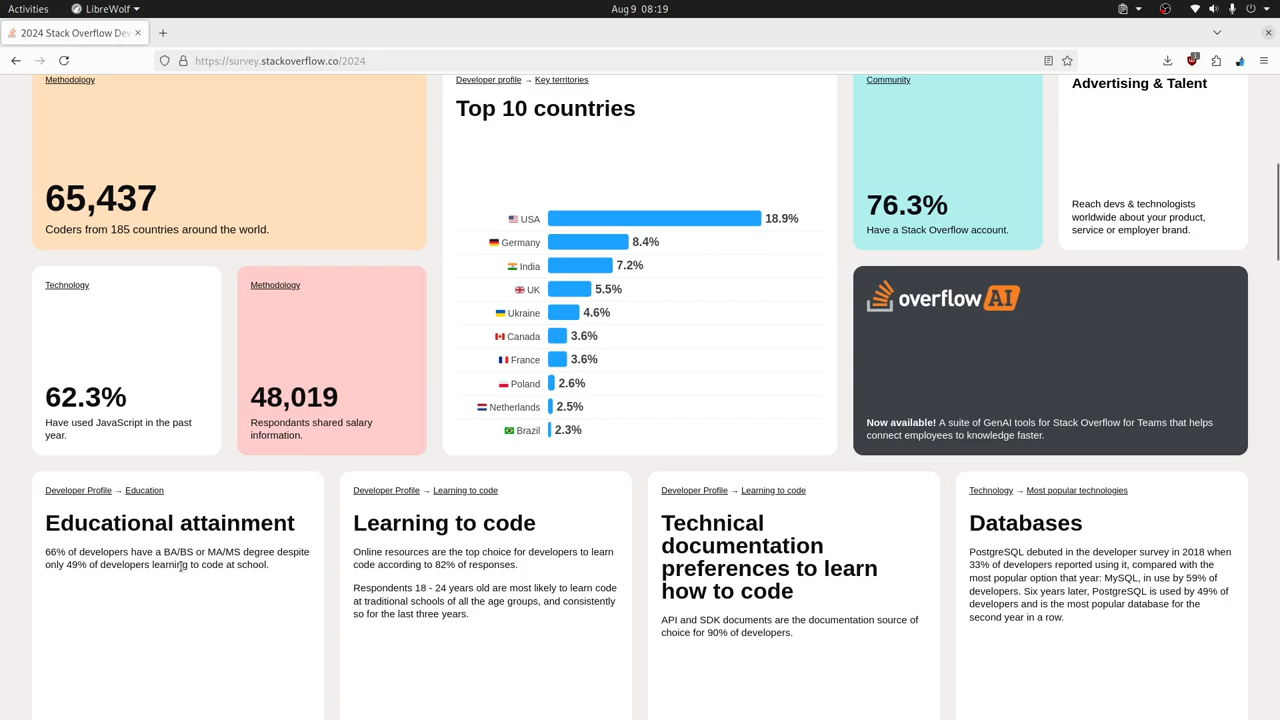 Activities
LibreWolf
Aug 9 08:19
2024 Stack Overflow Dev
https://survey.stackoverflow.co/2024
1
Methodology
65,437
Coders from 185 countries around the world.
Developer profile → Key territories
Top 10 countries
USA 18.9%
Germany 8.4%
India 7.2%
UK 5.5%
Ukraine 4.6%
Canada 3.6%
France 3.6%
Poland 2.6%
Netherlands 2.5%
Brazil 2.3%
Community
76.3%
Have a Stack Overflow account.
Advertising & Talent
Reach devs & technologists
worldwide about your product,
service or employer brand.
Technology
62.3%
Have used JavaScript in the past
year.
Methodology
48,019
Respondants shared salary
information.
overflow AI
Now available! A suite of GenAI tools for Stack Overflow for Teams that helps
connect employees to knowledge faster.
Developer Profile → Education
Educational attainment
66% of developers have a BA/BS or MA/MS degree despite
only 49% of developers learning to code at school.
Developer Profile → Learning to code
Learning to code
Online resources are the top choice for developers to learn
code according to 82% of responses.
Respondents 18 - 24 years old are most likely to learn code
at traditional schools of all the age groups, and consistently
so for the last three years.
Developer Profile → Learning to code
Technical
documentation
preferences to learn
how to code
API and SDK documents are the documentation source of
choice for 90% of developers.
Technology → Most popular technologies
Databases
PostgreSQL debuted in the developer survey in 2018 when
33% of developers reported using it, compared with the
most popular option that year: MySQL, in use by 59% of
developers. Six years later, PostgreSQL is used by 49% of
developers and is the most popular database for the
second year in a row.